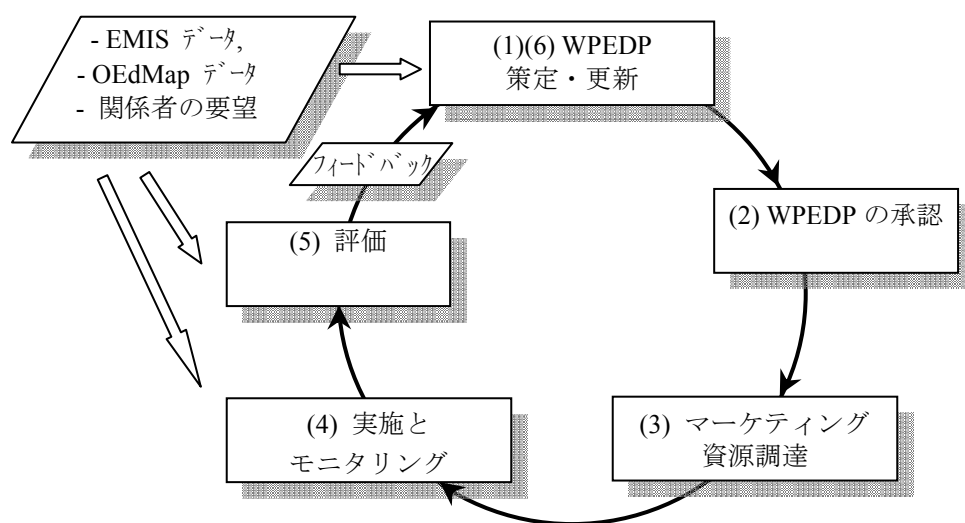 - EMIS ﾃﾞｰﾀ,
- OEdMap ﾃﾞｰﾀ
- 関係者の要望
(1)(6) WPEDP
策定・更新
(2) WPEDP の承認
(3) マーケティング
資源調達
(4) 実施と
モニタリング
(5) 評価
ﾌｨｰﾄﾞﾊﾞｯｸ